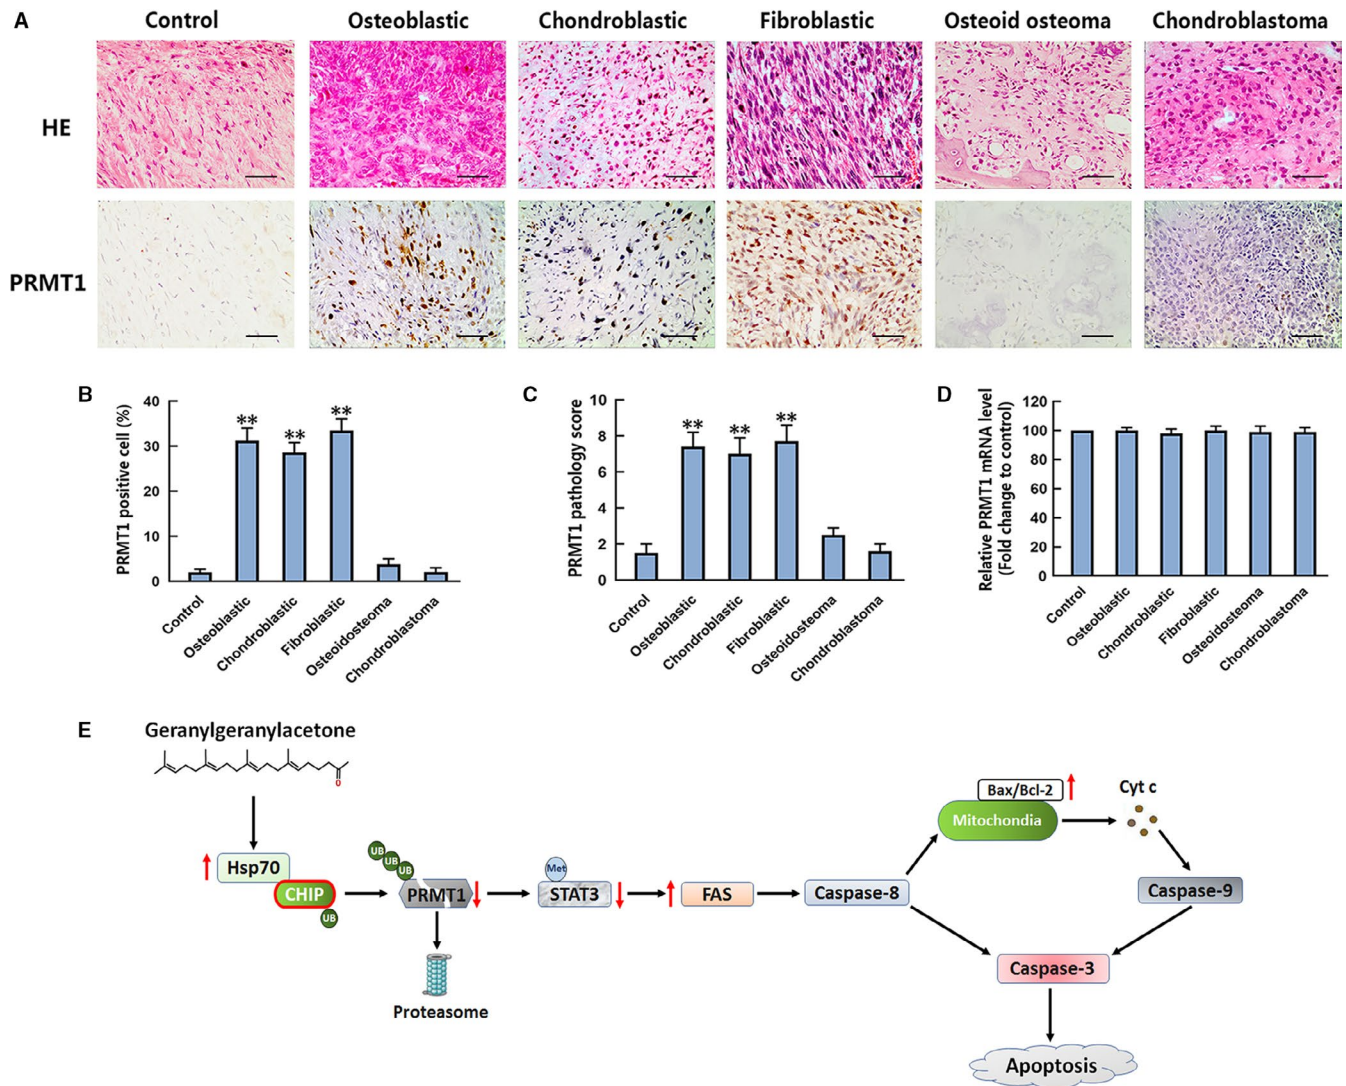 A
Control
Osteoblastic
Chondroblastic
Fibroblastic
Osteoid osteoma
Chondroblastoma
HE
PRMT1
B
PRMT1 positive cell (%)
40
30
20
10
0
**
**
**
Control
Osteoblastic
Chondroblastic
Fibroblastic
Osteoidosteoma
Chondroblastoma
C
PRMT1 pathology score
10
8
6
4
2
0
**
**
**
Control
Osteoblastic
Chondroblastic
Fibroblastic
Osteoidosteoma
Chondroblastoma
D
Relative PRMT1 mRNA level
(Fold change to control)
120
100
80
60
40
20
0
Control
Osteoblastic
Chondroblastic
Fibroblastic
Osteoidosteoma
Chondroblastoma
E
Geranylgeranylacetone
O
Hsp70
CHIP
UB
UB
UB
UB
PRMT1
Proteasome
Met
STAT3
FAS
Caspase-8
Bax/Bcl-2
Mitochondia
Cyt c
Caspase-9
Caspase-3
Apoptosis